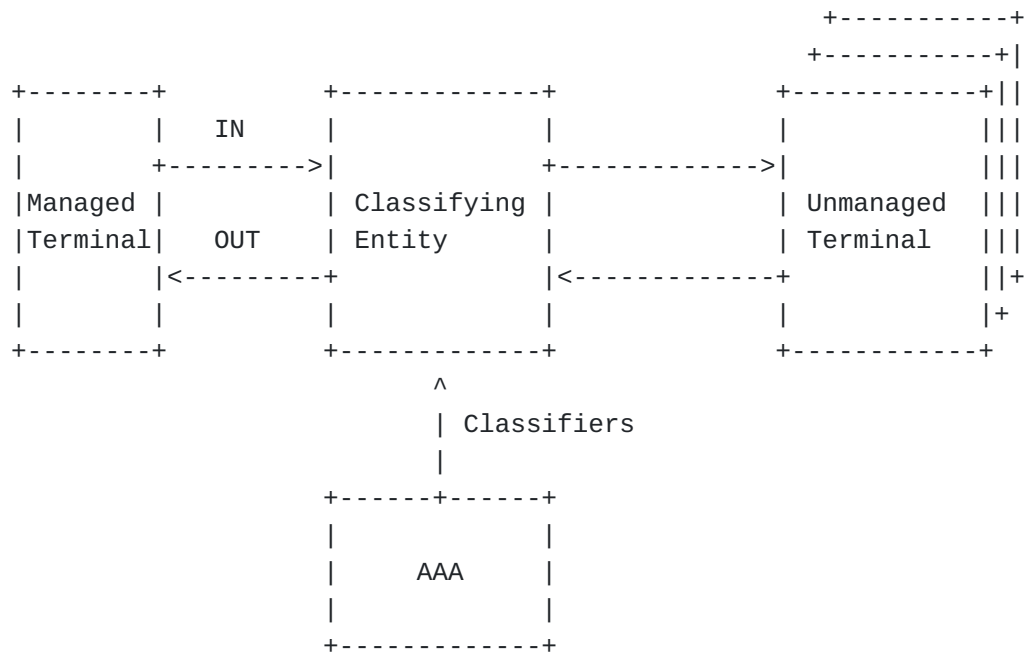 +-----------+
                                                     +-----------+|
+--------+          +-------------+              +------------+||
|        |   IN     |             |              |            |||
|        +--------->|             +------------->|            |||
|Managed |          | Classifying |              | Unmanaged  |||
|Terminal|   OUT    | Entity      |              | Terminal   |||
|        |<---------+             |<-------------+            ||+
|        |          |             |              |            |+
+--------+          +-------------+              +------------+
                           ^
                           | Classifiers
                           |
                    +------+------+
                    |             |
                    |     AAA     |
                    |             |
                    +-------------+